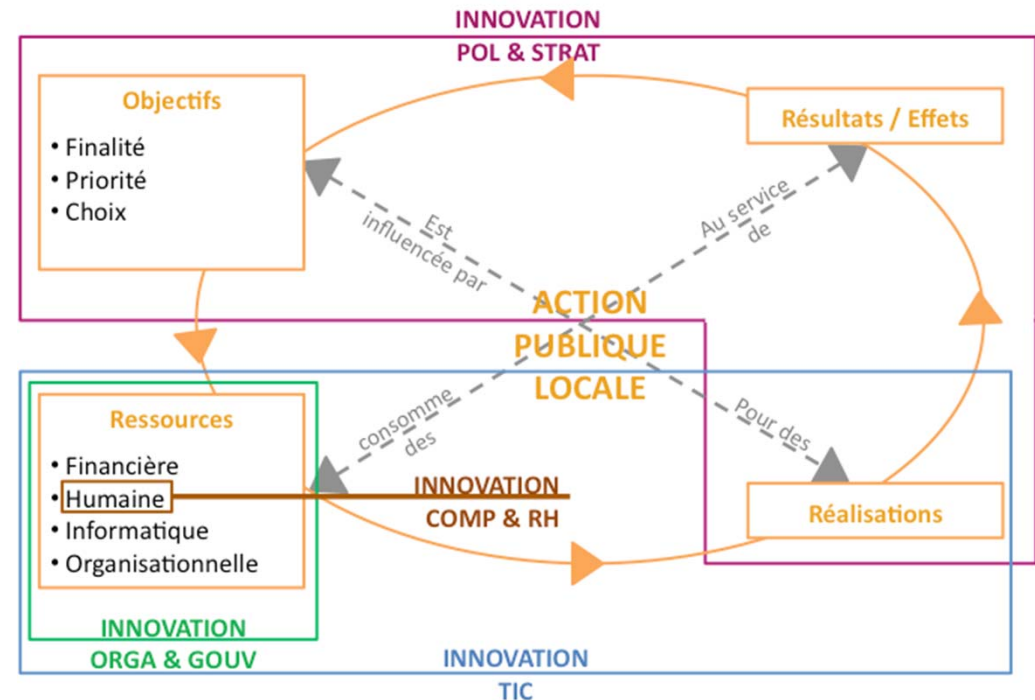 INNOVATION
POL & STRAT
Objectifs
• Finalité
• Priorité
• Choix
Résultats / Effets
Est
influencée par
Au service
de
ACTION
PUBLIQUE
LOCALE
consomme
des
Pour des
Ressources
• Financière
• Humaine
• Informatique
• Organisationnelle
INNOVATION
COMP & RH
Réalisations
INNOVATION
ORGA & GOUV
INNOVATION
TIC